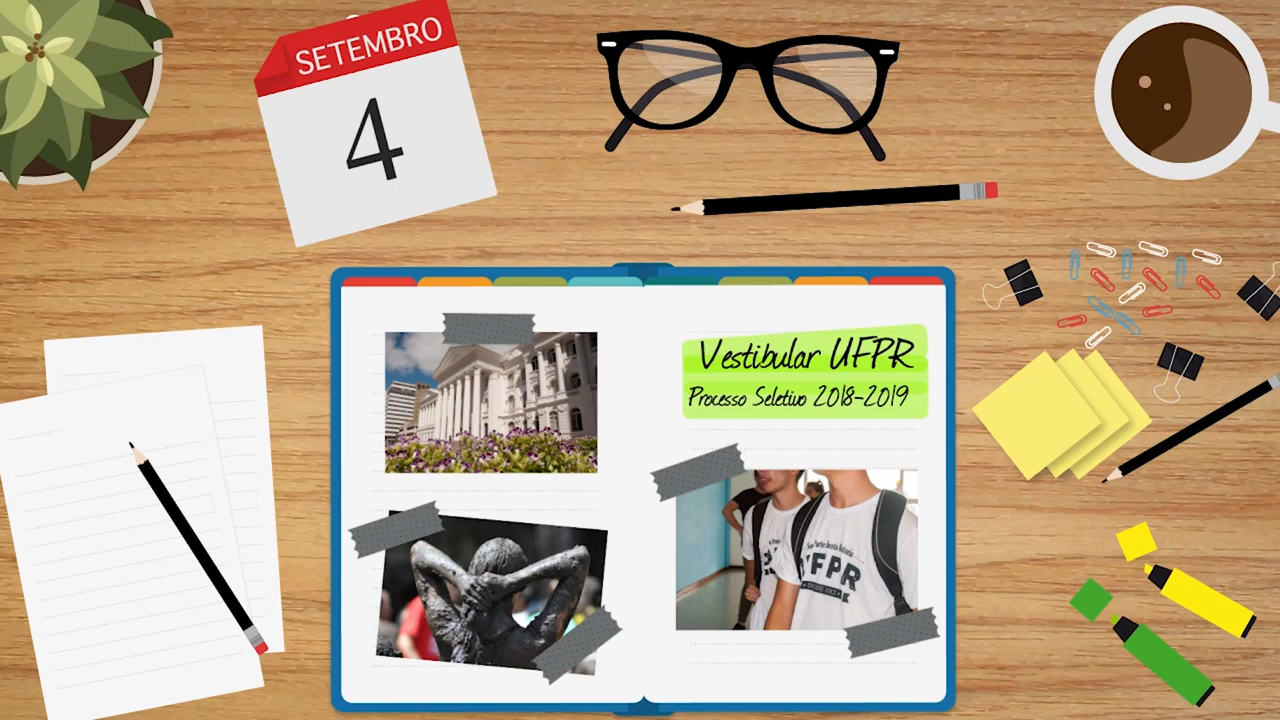 SETEMBRO
4
Vestibular UFPR
Processo Seletivo 2018-2019
UFPR